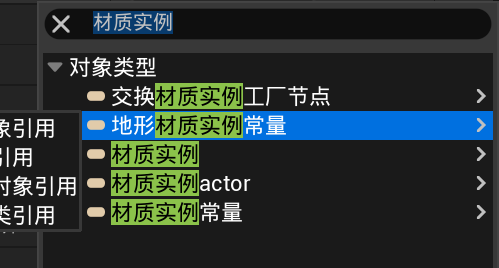 材质实例
对象类型
交换材质实例工厂节点
地形材质实例常量
材质实例
材质实例actor
材质实例常量
象引用
引用
对象引用
类引用